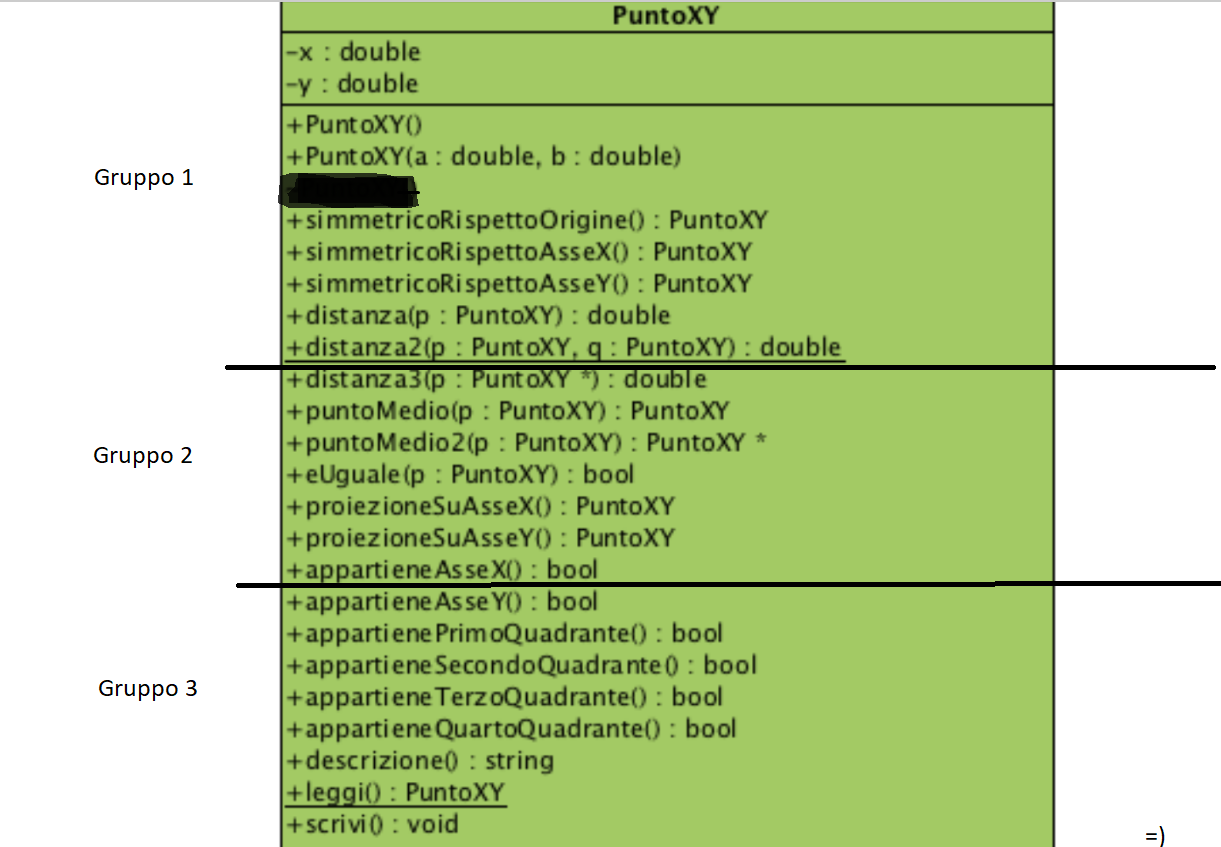 PuntoXY
-x : double
-y : double
+PuntoXY()
+PuntoXY(a : double, b : double)
Gruppo 1
+simmetricoRispettoOrigine() : PuntoXY
+simmetricoRispettoAsseX() : PuntoXY
+simmetricoRispettoAsseY() : PuntoXY
+distanza(p : PuntoXY) : double
+distanza2(p : PuntoXY, q : PuntoXY) : double
+distanza3(p : PuntoXY *) : double
+puntoMedio(p : PuntoXY) : PuntoXY
+puntoMedio2(p : PuntoXY) : PuntoXY *
Gruppo 2
+eUguale(p : PuntoXY) : bool
+proiezioneSuAsseX() : PuntoXY
+proiezioneSuAsseY() : PuntoXY
+appartieneAsseX() : bool
+appartieneAsseY() : bool
+appartienePrimoQuadrante() : bool
+appartieneSecondoQuadrante() : bool
Gruppo 3
+appartieneTerzoQuadrante() : bool
+appartieneQuartoQuadrante() : bool
+descrizione() : string
+leggi() : PuntoXY
+scrivi() : void
=)